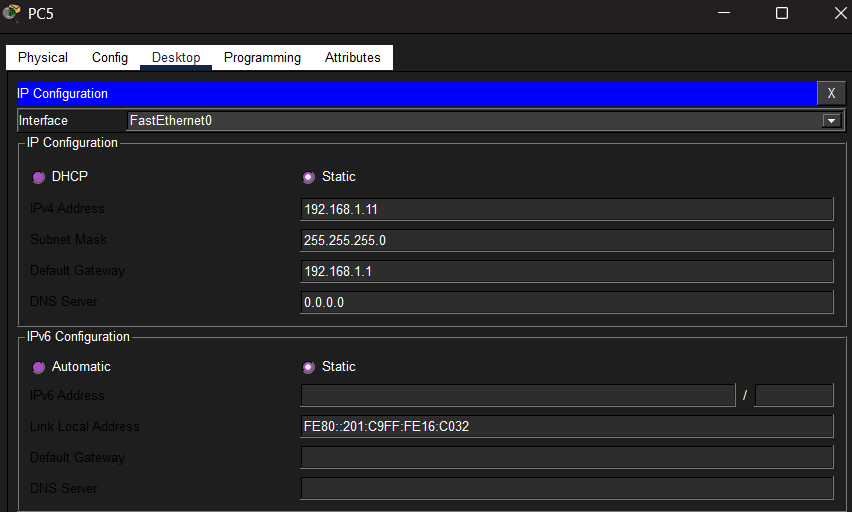 PC5
Physical Config Desktop Programming Attributes
IP Configuration X
Interface FastEthernet0
IP Configuration
DHCP Static
IPv4 Address 192.168.1.11
Subnet Mask 255.255.255.0
Default Gateway 192.168.1.1
DNS Server 0.0.0.0
IPv6 Configuration
Automatic Static
IPv6 Address /
Link Local Address FE80::201:C9FF:FE16:C032
Default Gateway
DNS Server